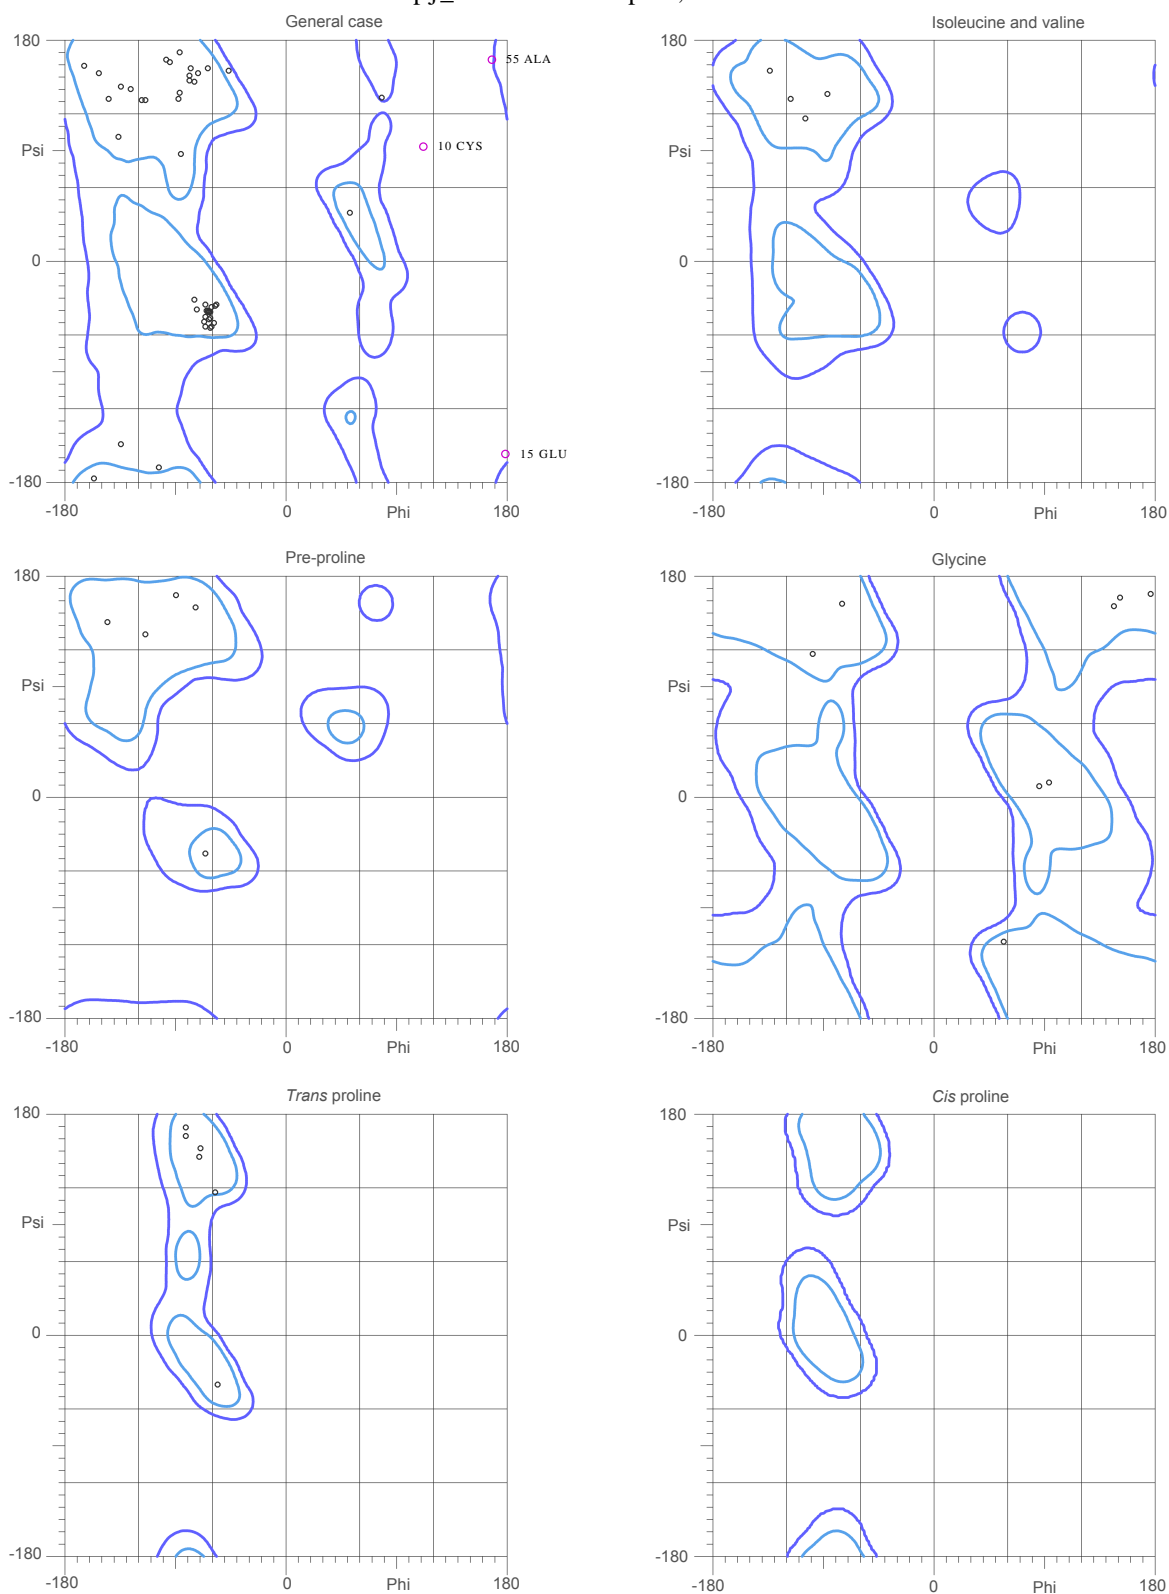 General case
180
Psi
0
-180
-180
0
Phi
180
55 ALA
10 CYS
15 GLU
Isoleucine and valine
180
Psi
0
-180
-180
0
Phi
180
Pre-proline
180
Psi
0
-180
-180
0
Phi
180
Glycine
180
Psi
0
-180
-180
0
Phi
180
Trans proline
180
Psi
0
-180
-180
0
Phi
180
Cis proline
180
Psi
0
-180
-180
0
Phi
180